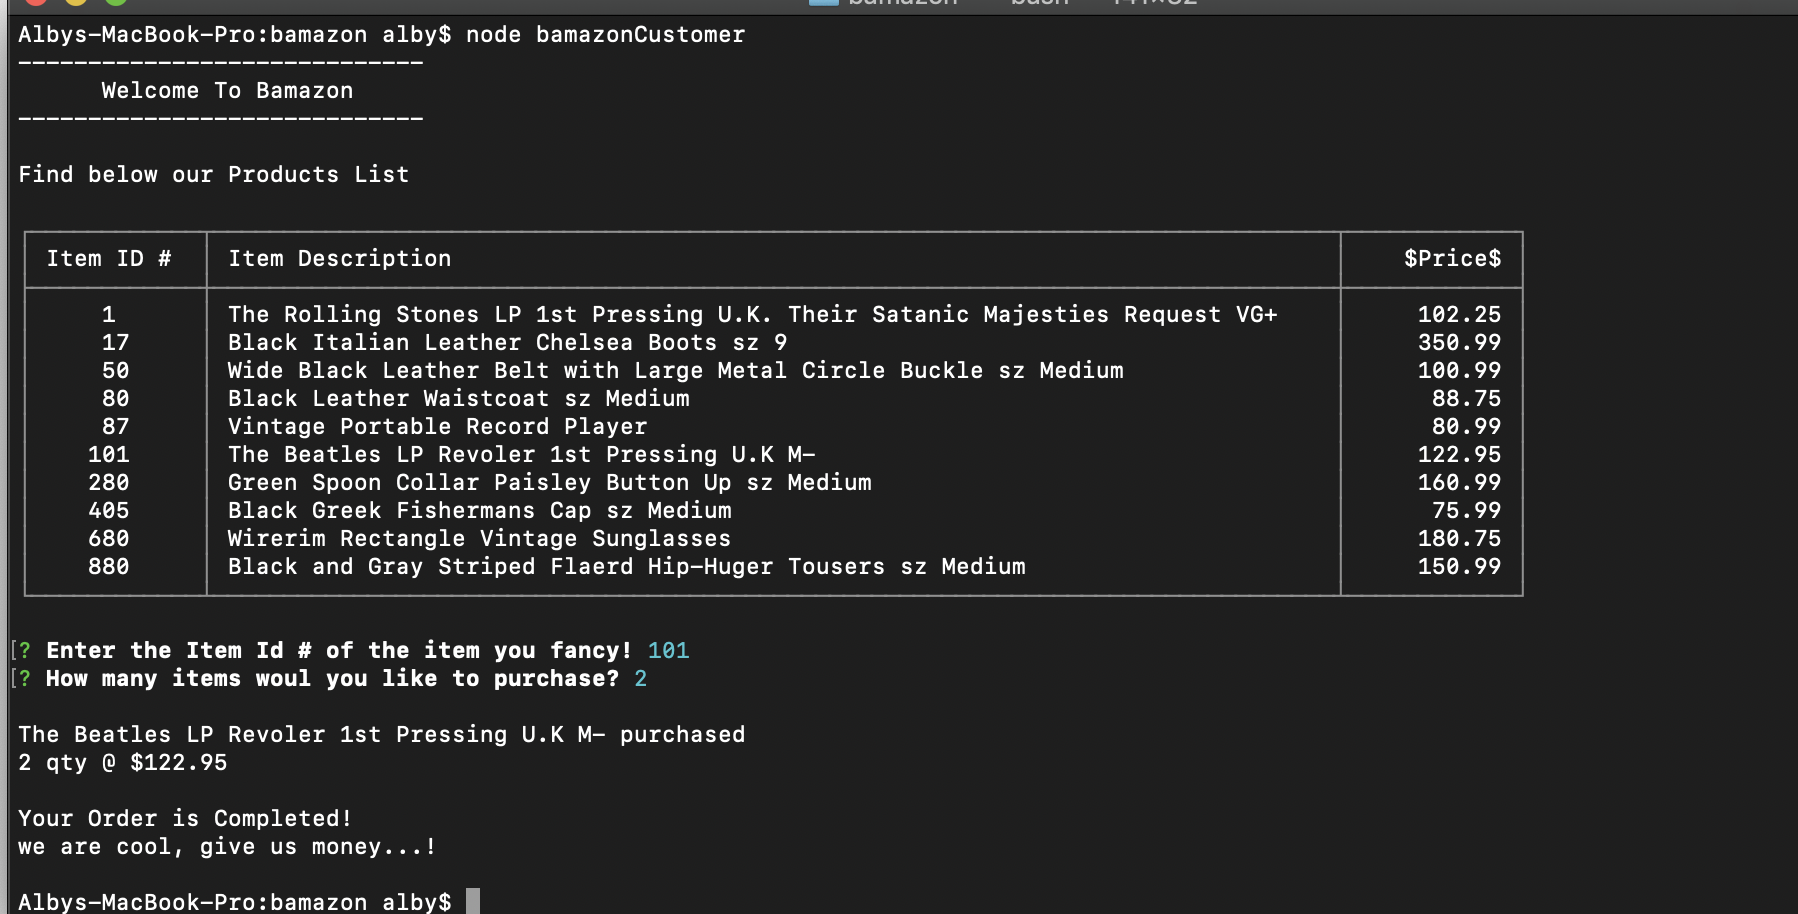 Albys-MacBook-Pro:bamazon alby$ node bamazonCustomer
-----------------------------
Welcome To Bamazon
-----------------------------
Find below our Products List
Item ID # Item Description $Price$
1 The Rolling Stones LP 1st Pressing U.K. Their Satanic Majesties Request VG+ 102.25
17 Black Italian Leather Chelsea Boots sz 9 350.99
50 Wide Black Leather Belt with Large Metal Circle Buckle sz Medium 100.99
80 Black Leather Waistcoat sz Medium 88.75
87 Vintage Portable Record Player 80.99
101 The Beatles LP Revoler 1st Pressing U.K M- 122.95
280 Green Spoon Collar Paisley Button Up sz Medium 160.99
405 Black Greek Fishermans Cap sz Medium 75.99
680 Wirerim Rectangle Vintage Sunglasses 180.75
880 Black and Gray Striped Flaerd Hip-Huger Tousers sz Medium 150.99
[? Enter the Item Id # of the item you fancy! 101
[? How many items woul you like to purchase? 2
The Beatles LP Revoler 1st Pressing U.K M- purchased
2 qty @ $122.95
Your Order is Completed!
we are cool, give us money...!
Albys-MacBook-Pro:bamazon alby$